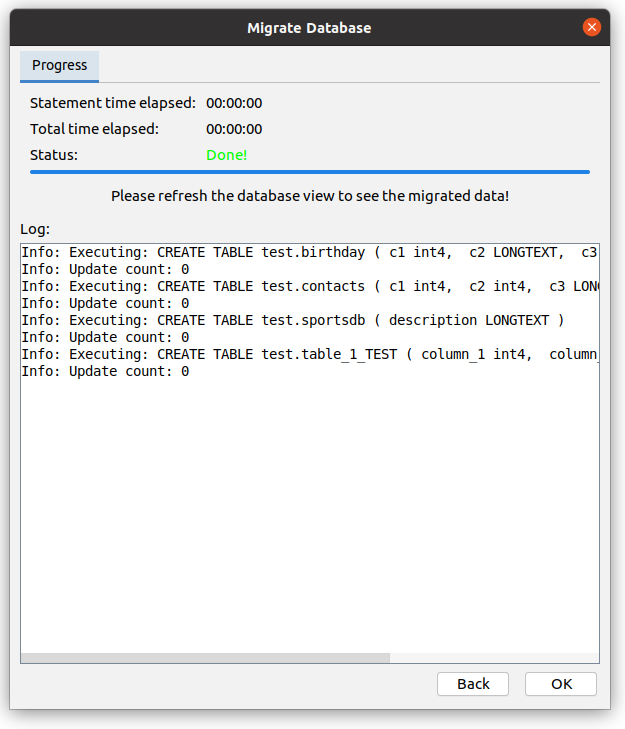 Migrate Database
Progress
Statement time elapsed: 00:00:00
Total time elapsed: 00:00:00
Status: Done!
Please refresh the database view to see the migrated data!
Log:
Info: Executing: CREATE TABLE test.birthday ( c1 int4,  c2 LONGTEXT,  c3
Info: Update count: 0
Info: Executing: CREATE TABLE test.contacts ( c1 int4,  c2 int4,  c3 LONG
Info: Update count: 0
Info: Executing: CREATE TABLE test.sportsdb ( description LONGTEXT )
Info: Update count: 0
Info: Executing: CREATE TABLE test.table_1_TEST ( column_1 int4,  column_
Info: Update count: 0
Back OK